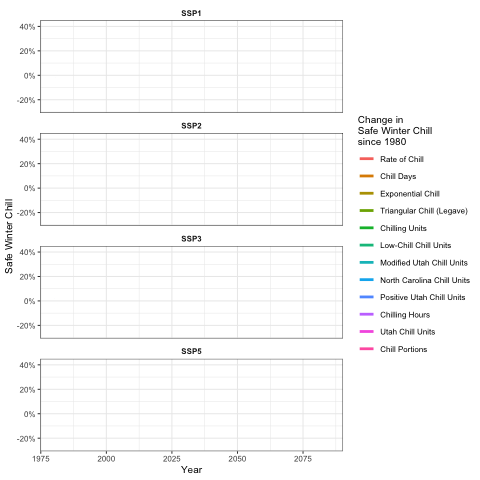 SSP1
40%
20%
0%
-20%
SSP2
40%
20%
0%
-20%
SSP3
40%
20%
0%
-20%
SSP5
40%
20%
0%
-20%
1975 2000 2025 2050 2075
Year
Safe Winter Chill
Change in
Safe Winter Chill
since 1980
Rate of Chill
Chill Days
Exponential Chill
Triangular Chill (Legave)
Chilling Units
Low-Chill Chill Units
Modified Utah Chill Units
North Carolina Chill Units
Positive Utah Chill Units
Chilling Hours
Utah Chill Units
Chill Portions